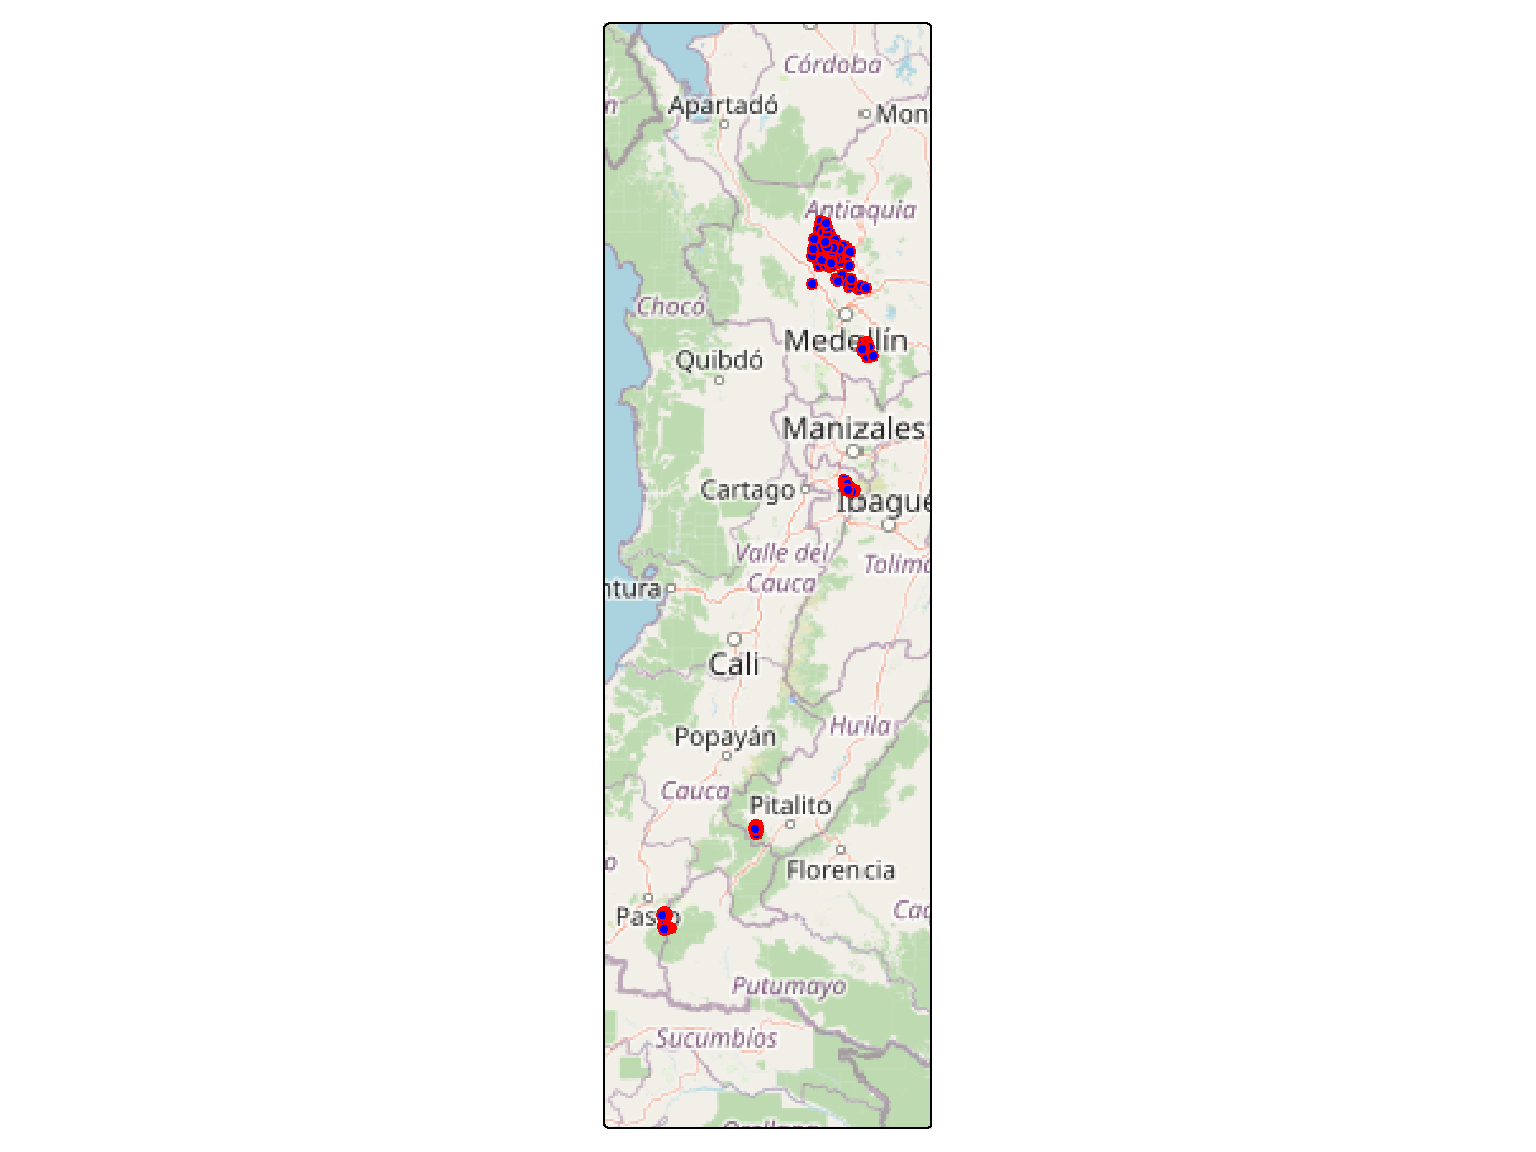 Córdoba
Apartadó
Mon
Antioquia
Chocó
Medellín
Quibdó
Manizales
Cartago
Ibagué
Valle del
Cauca
Tolima
ntura
Cali
Huila
Popayán
Cauca
Pitalito
Florencia
Pasto
Putumayo
Sucumbíos